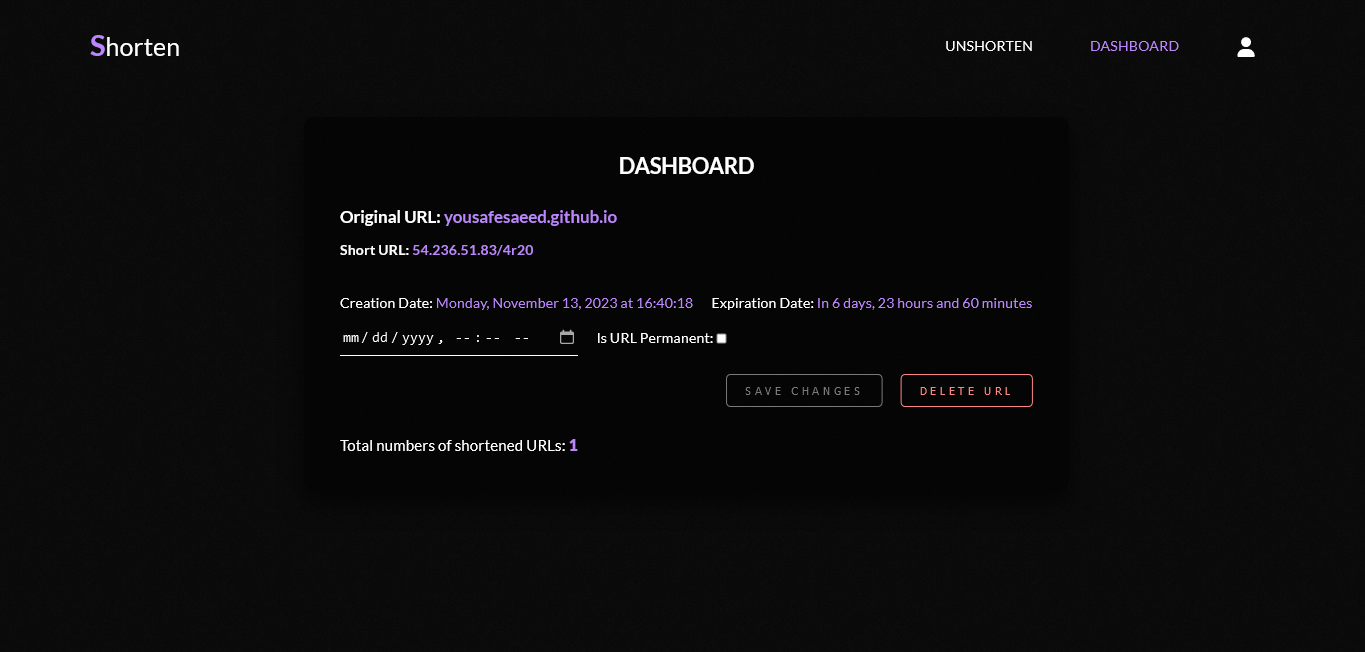 Shorten
UNSHORTEN
DASHBOARD
DASHBOARD
Original URL: yousafesaeed.github.io
Short URL: 54.236.51.83/4r20
Creation Date: Monday, November 13, 2023 at 16:40:18 Expiration Date: In 6 days, 23 hours and 60 minutes
mm/dd/yyyy, --:-- -- Is URL Permanent:
SAVE CHANGES DELETE URL
Total numbers of shortened URLs: 1